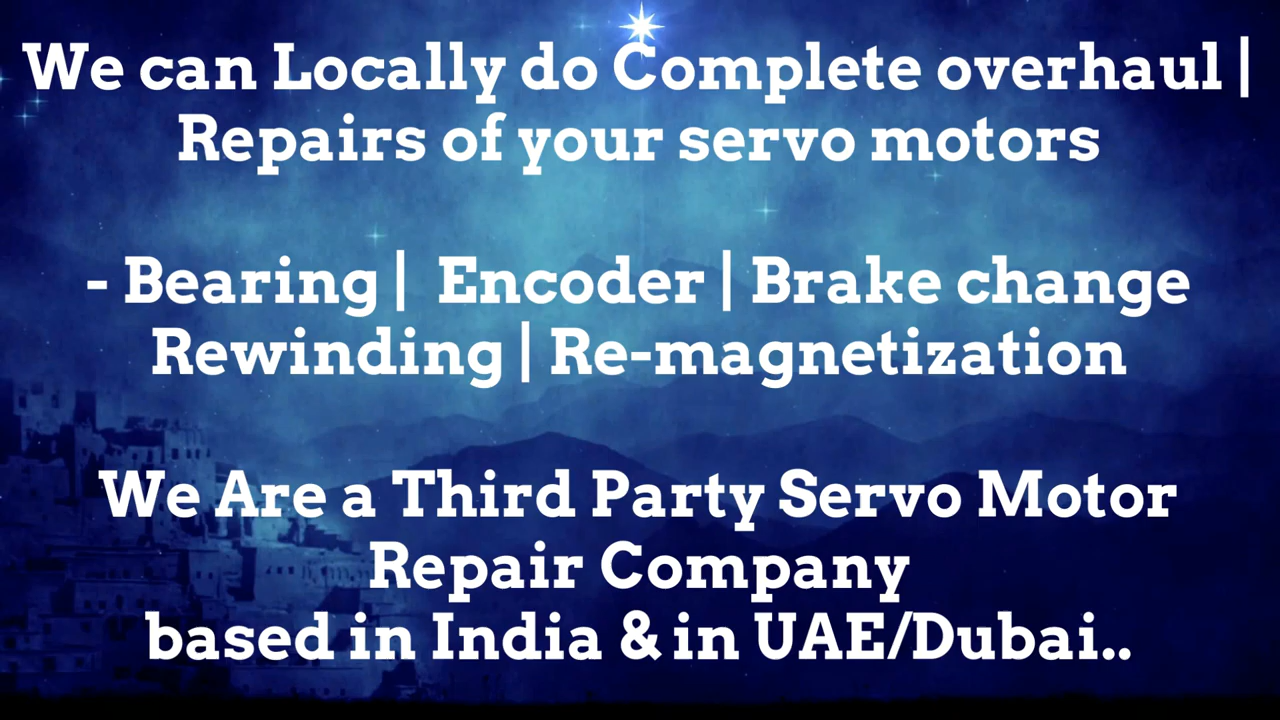 We can Locally do Complete overhaul |
Repairs of your servo motors
- Bearing | Encoder | Brake change
Rewinding | Re-magnetization
We Are a Third Party Servo Motor
Repair Company
based in India & in UAE/Dubai..